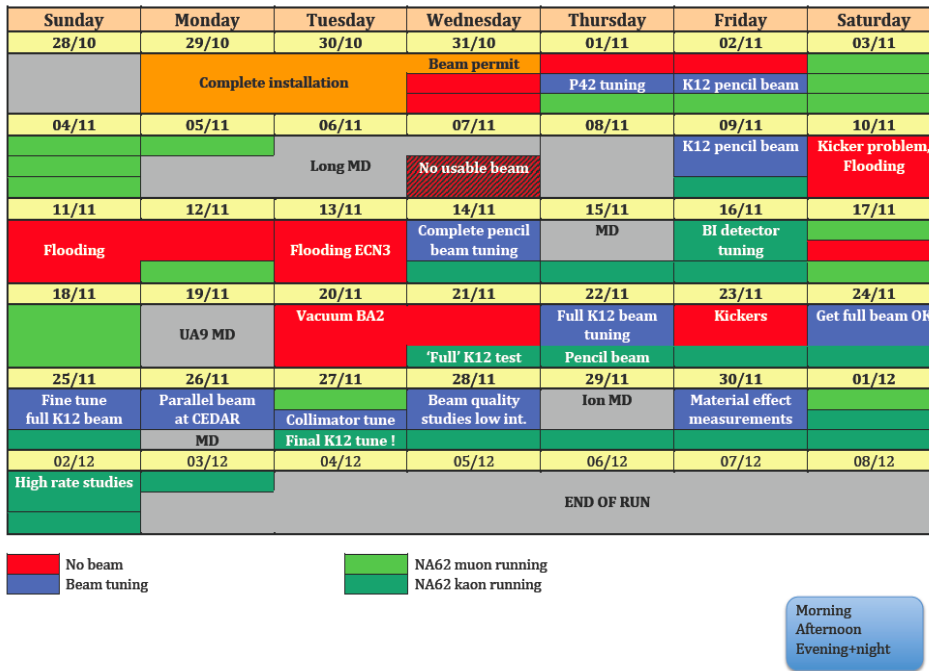 Sunday Monday Tuesday Wednesday Thursday Friday Saturday
28/10 29/10 30/10 31/10 01/11 02/11 03/11
Complete installation
Beam permit
P42 tuning
K12 pencil beam
04/11 05/11 06/11 07/11 08/11 09/11 10/11
Long MD
No usable beam
K12 pencil beam
Kicker problem,
Flooding
11/11 12/11 13/11 14/11 15/11 16/11 17/11
Flooding
Flooding ECN3
Complete pencil
beam tuning
MD
BI detector
tuning
18/11 19/11 20/11 21/11 22/11 23/11 24/11
UA9 MD
Vacuum BA2
'Full' K12 test
Full K12 beam
tuning
Pencil beam
Kickers
Get full beam OK
25/11 26/11 27/11 28/11 29/11 30/11 01/12
Fine tune
full K12 beam
Parallel beam
at CEDAR
MD
Collimator tune
Final K12 tune !
Beam quality
studies low int.
Ion MD
Material effect
measurements
02/12 03/12 04/12 05/12 06/12 07/12 08/12
High rate studies
END OF RUN
No beam
Beam tuning
NA62 muon running
NA62 kaon running
Morning
Afternoon
Evening+night